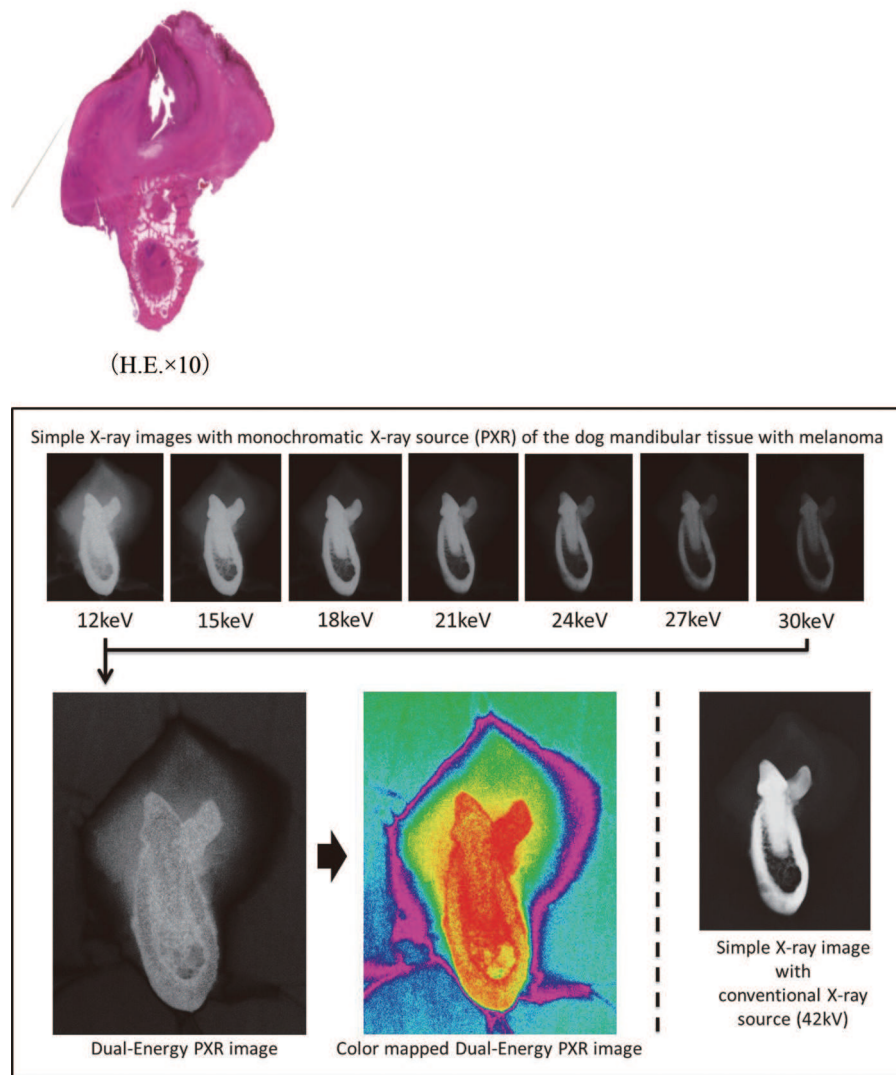 (H.E.×10)
Simple X-ray images with monochromatic X-ray source (PXR) of the dog mandibular tissue with melanoma
12keV 15keV 18keV 21keV 24keV 27keV 30keV
Dual-Energy PXR image
Color mapped Dual-Energy PXR image
Simple X-ray image
with
conventional X-ray
source (42kV)